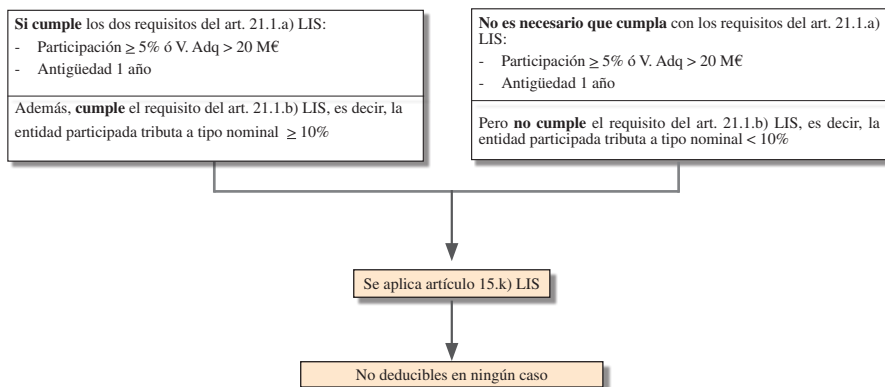 Si cumple los dos requisitos del art. 21.1.a) LIS:
- Participación ≥ 5% ó V. Adq > 20 M€
- Antigüedad 1 año
Además, cumple el requisito del art. 21.1.b) LIS, es decir, la
entidad participada tributa a tipo nominal ≥ 10%
No es necesario que cumpla con los requisitos del art. 21.1.a)
LIS:
- Participación ≥ 5% ó V. Adq > 20 M€
- Antigüedad 1 año
Pero no cumple el requisito del art. 21.1.b) LIS, es decir, la
entidad participada tributa a tipo nominal < 10%
Se aplica artículo 15.k) LIS
No deducibles en ningún caso